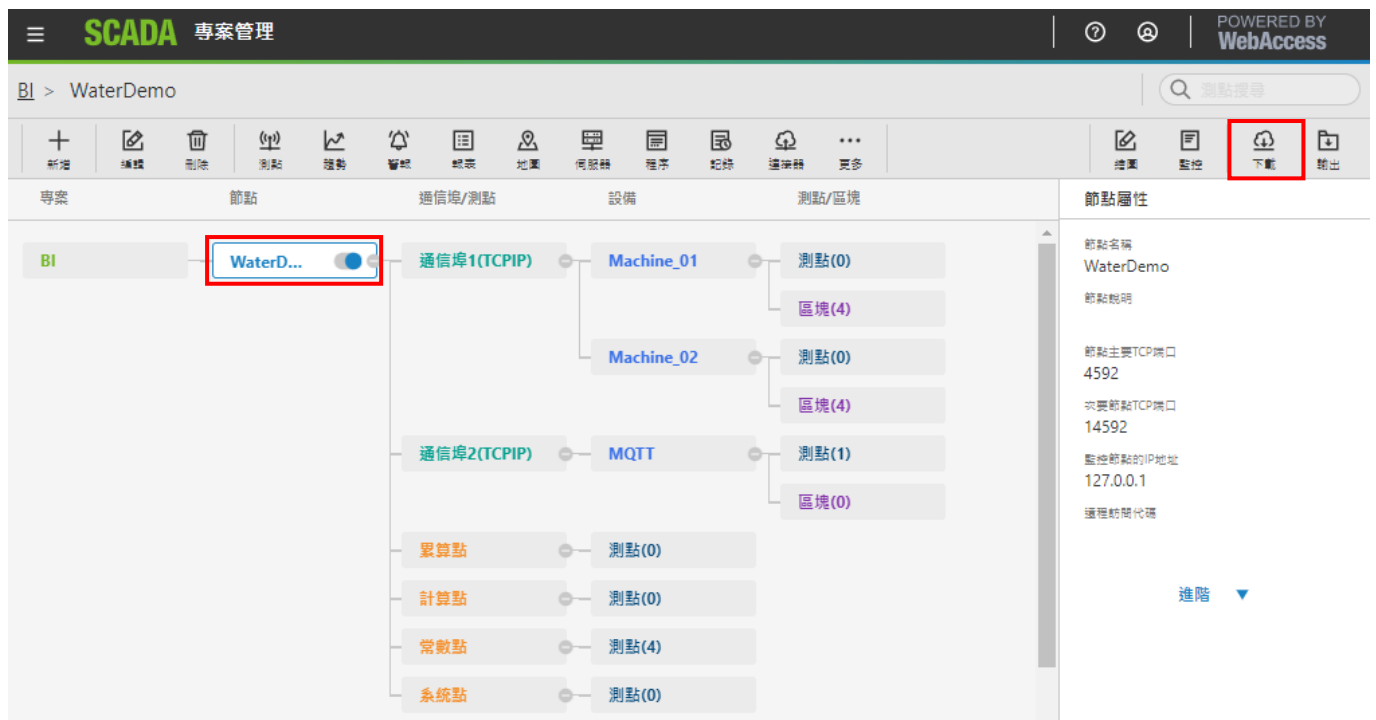 SCADA 專案管理
POWERED BY
WebAccess
BI > WaterDemo
測點搜尋
新增 編輯 刪除 測點 趨勢 警報 報表 地圖 伺服器 程序 記錄 連接器 更多 繪圖 監控 下載 輸出
專案 節點 通信埠/測點 設備 測點/區塊 節點屬性
BI WaterD... 通信埠1(TCPIP) Machine_01 測點(0)
區塊(4)
Machine_02 測點(0)
區塊(4)
通信埠2(TCPIP) MQTT 測點(1)
區塊(0)
累算點 測點(0)
計算點 測點(0)
常數點 測點(4)
系統點 測點(0)
節點名稱
WaterDemo
節點說明
節點主要TCP端口
4592
次要節點TCP端口
14592
監控節點的IP地址
127.0.0.1
遠程訪問代碼
進階 ▼